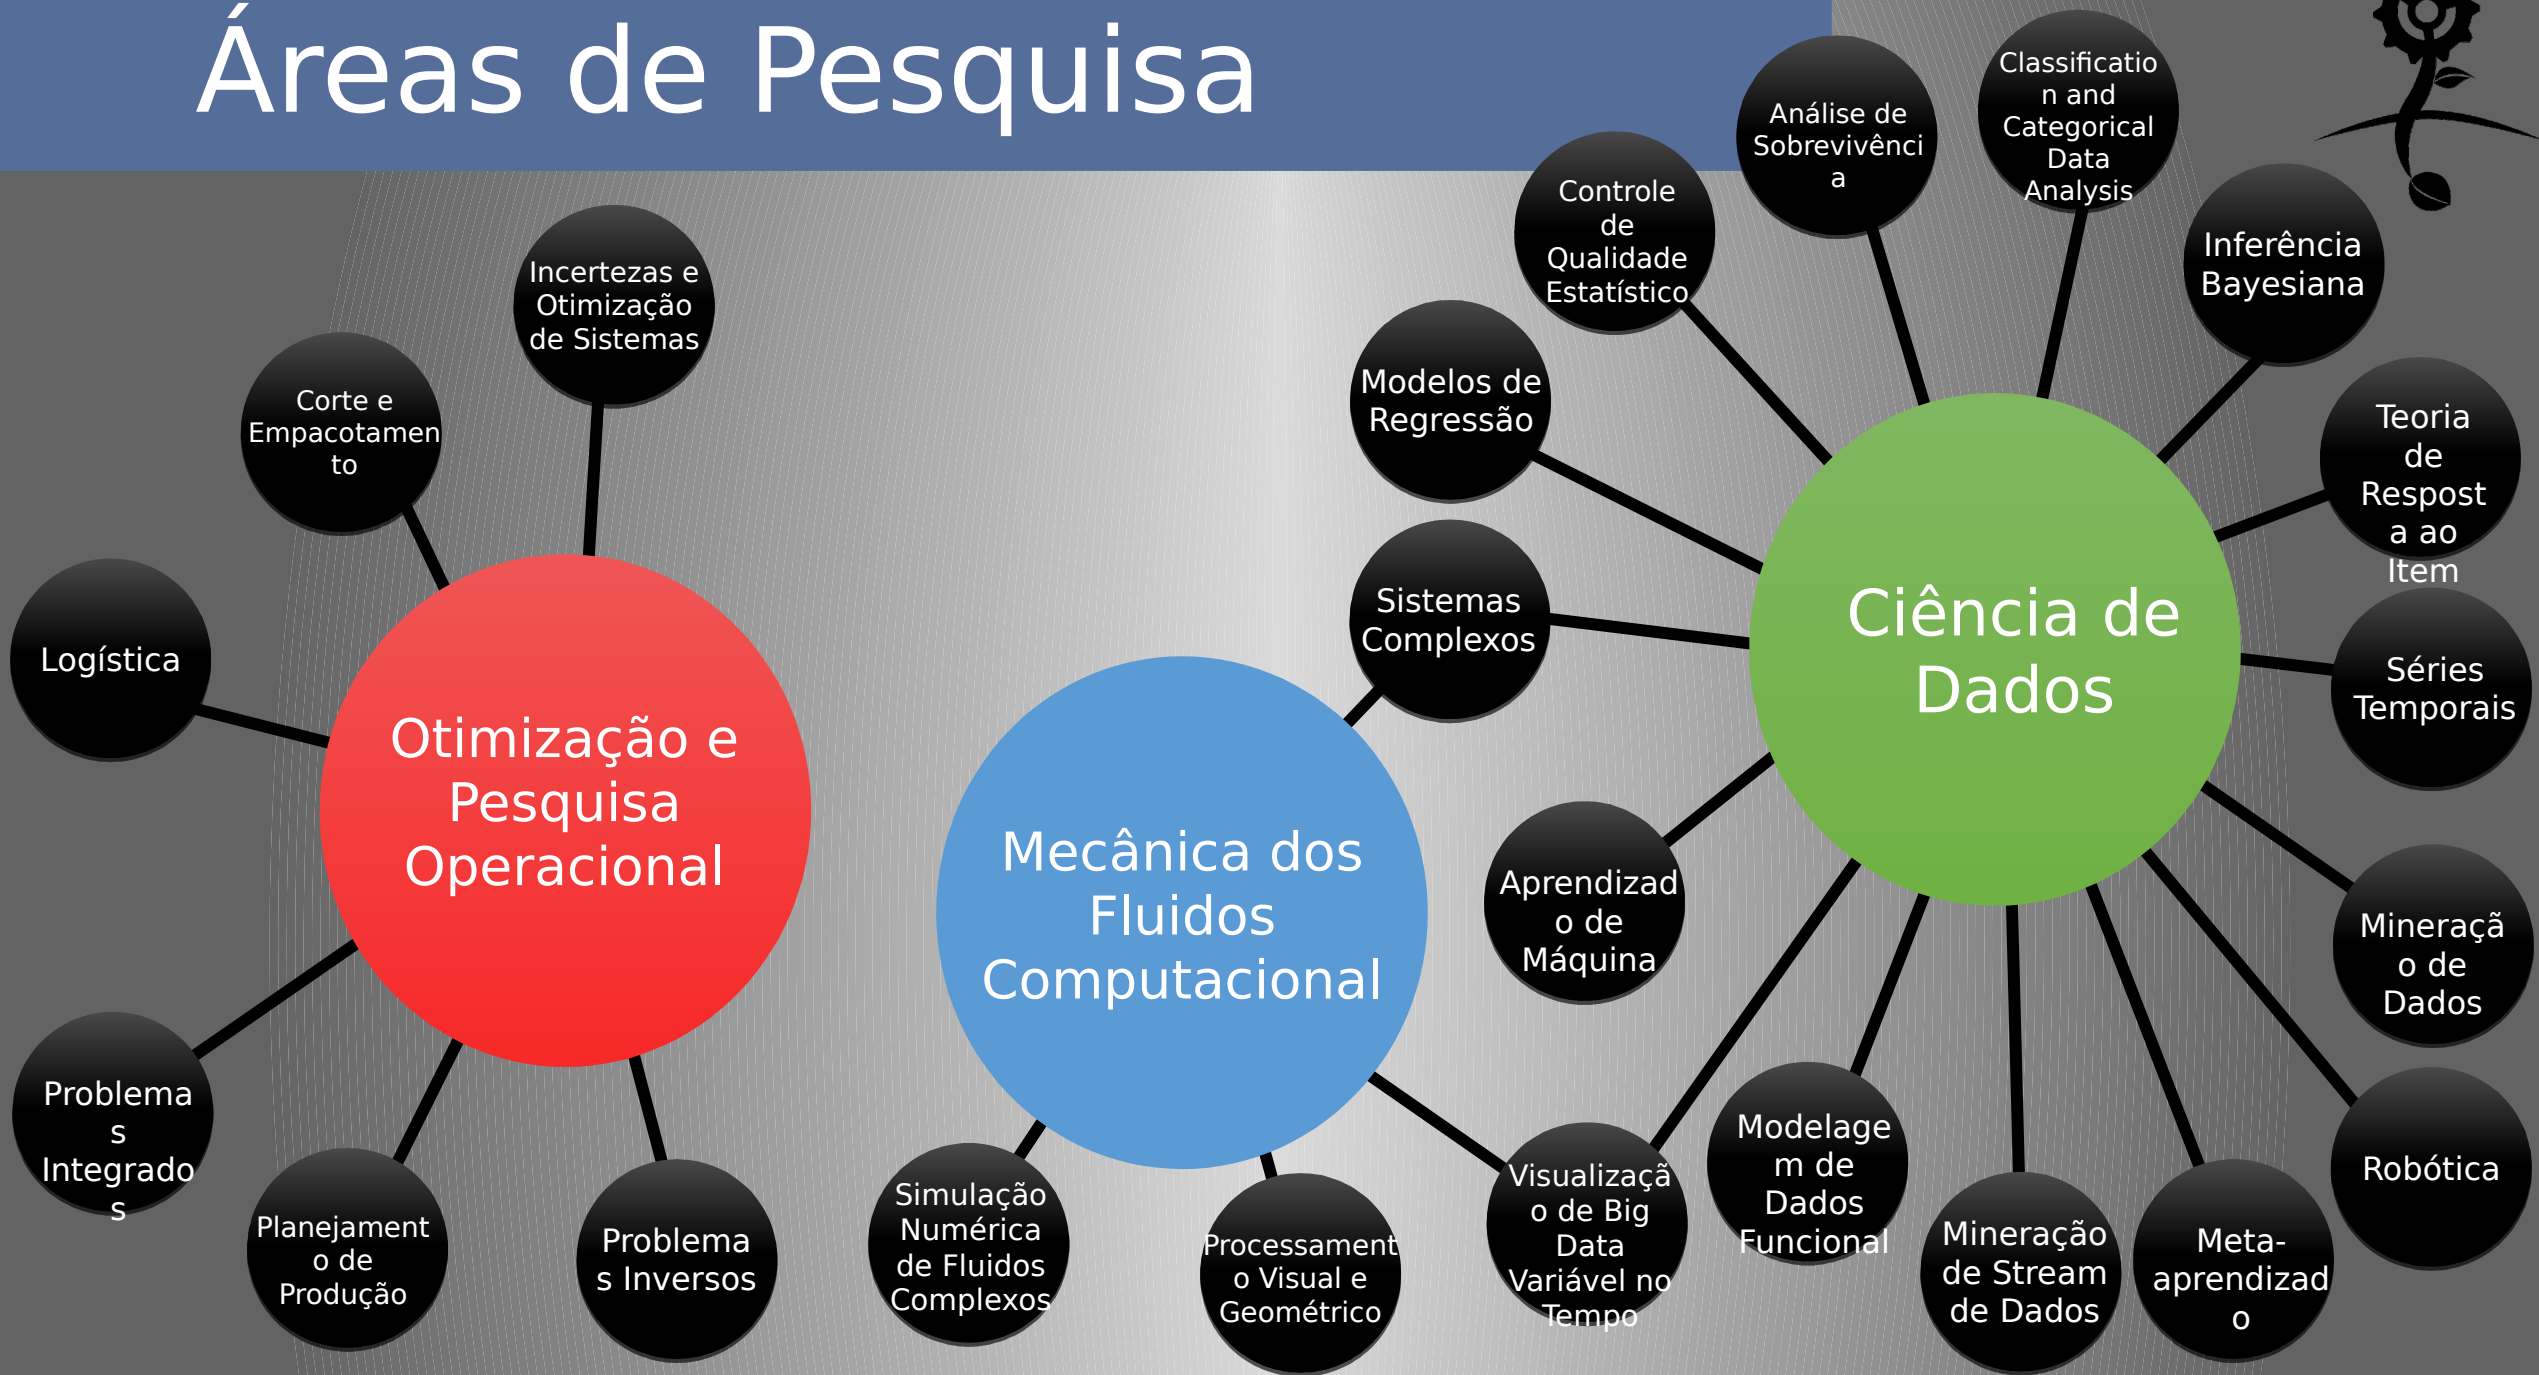 Áreas de Pesquisa
Incertezas e
Otimização
de Sistemas
Corte e
Empacotamen
to
Logística
Otimização e
Pesquisa
Operacional
Problema
s
Integrado
s
Planejament
o de
Produção
Problema
s Inversos
Mecânica dos
Fluidos
Computacional
Simulação
Numérica
de Fluidos
Complexos
Processament
o Visual e
Geométrico
Visualizaçã
o de Big
Data
Variável no
Tempo
Sistemas
Complexos
Modelos de
Regressão
Controle
de
Qualidade
Estatístico
Análise de
Sobrevivênci
a
Classificatio
n and
Categorical
Data
Analysis
Inferência
Bayesiana
Teoria
de
Respost
a ao
Item
Séries
Temporais
Ciência de
Dados
Aprendizad
o de
Máquina
Mineraçã
o de
Dados
Robótica
Modelage
m de
Dados
Funcional
Mineração
de Stream
de Dados
Meta-
aprendizad
o